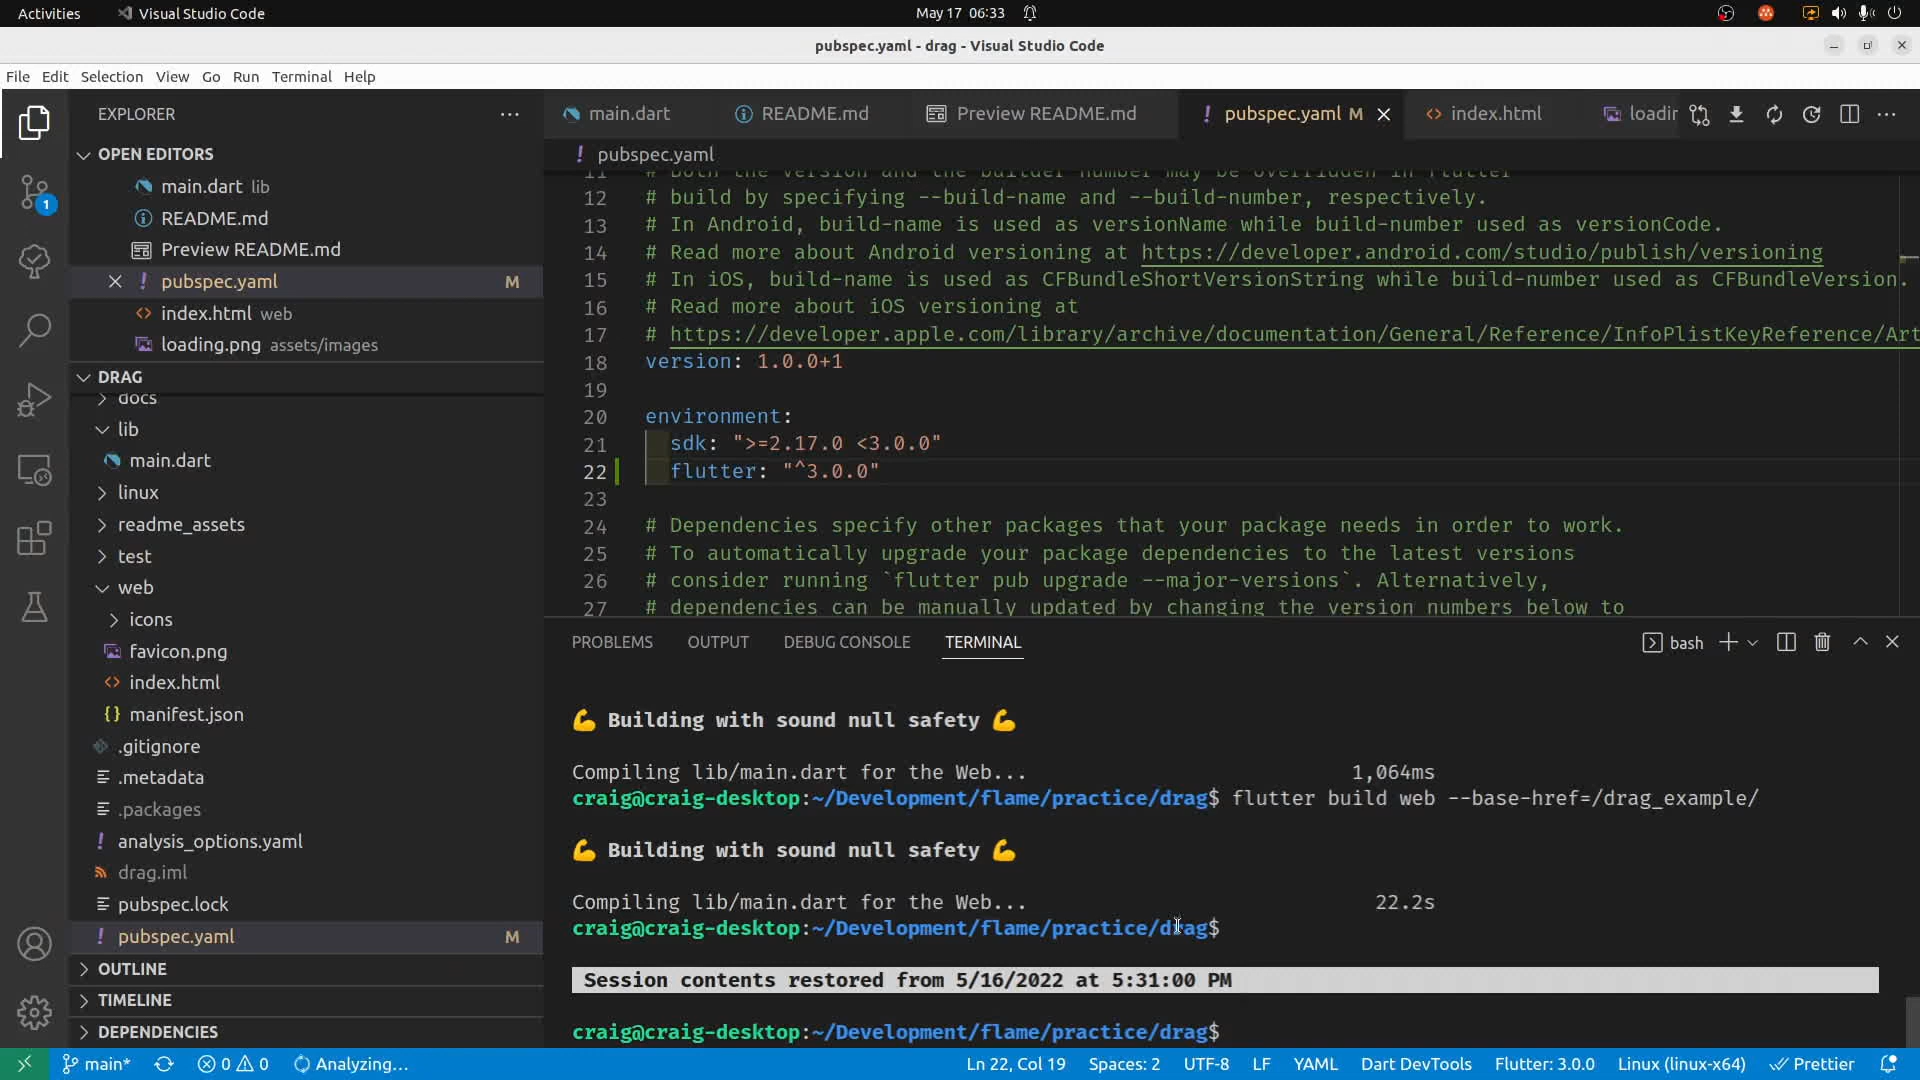 Activities
Visual Studio Code
May 17 06:33
pubspec.yaml - drag - Visual Studio Code
File Edit Selection View Go Run Terminal Help
EXPLORER
main.dart
README.md
Preview README.md
pubspec.yaml M
index.html
loadin
OPEN EDITORS
main.dart lib
README.md
Preview README.md
pubspec.yaml M
index.html web
loading.png assets/images
DRAG
docs
lib
main.dart
linux
readme_assets
test
web
icons
favicon.png
index.html
manifest.json
.gitignore
.metadata
.packages
analysis_options.yaml
drag.iml
pubspec.lock
pubspec.yaml M
OUTLINE
TIMELINE
DEPENDENCIES
1
! pubspec.yaml
11 # Both the version and the builder number may be overridden in flutter
12 # build by specifying --build-name and --build-number, respectively.
13 # In Android, build-name is used as versionName while build-number used as versionCode.
14 # Read more about Android versioning at https://developer.android.com/studio/publish/versioning
15 # In iOS, build-name is used as CFBundleShortVersionString while build-number used as CFBundleVersion.
16 # Read more about iOS versioning at
17 # https://developer.apple.com/library/archive/documentation/General/Reference/InfoPlistKeyReference/Art
18 version: 1.0.0+1
19
20 environment:
21 sdk: ">=2.17.0 <3.0.0"
22 flutter: "^3.0.0"
23
24 # Dependencies specify other packages that your package needs in order to work.
25 # To automatically upgrade your package dependencies to the latest versions
26 # consider running `flutter pub upgrade --major-versions`. Alternatively,
27 # dependencies can be manually updated by changing the version numbers below to
PROBLEMS OUTPUT DEBUG CONSOLE TERMINAL
bash
💪 Building with sound null safety 💪
Compiling lib/main.dart for the Web... 1,064ms
craig@craig-desktop:~/Development/flame/practice/drag$ flutter build web --base-href=/drag_example/
💪 Building with sound null safety 💪
Compiling lib/main.dart for the Web... 22.2s
craig@craig-desktop:~/Development/flame/practice/drag$
Session contents restored from 5/16/2022 at 5:31:00 PM
craig@craig-desktop:~/Development/flame/practice/drag$
main* 0 0 Analyzing...
Ln 22, Col 19 Spaces: 2 UTF-8 LF YAML Dart DevTools Flutter: 3.0.0 Linux (linux-x64) Prettier